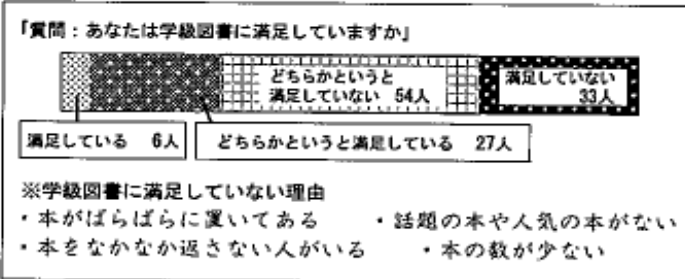 「質問：あなたは学級図書に満足していますか」
どちらかというと
満足していない 54人
満足していない
33人
満足している 6人
どちらかというと満足している 27人
※学級図書に満足していない理由
・本がばらばらに置いてある ・話題の本や人気の本がない
・本をなかなか返さない人がいる ・本の数が少ない